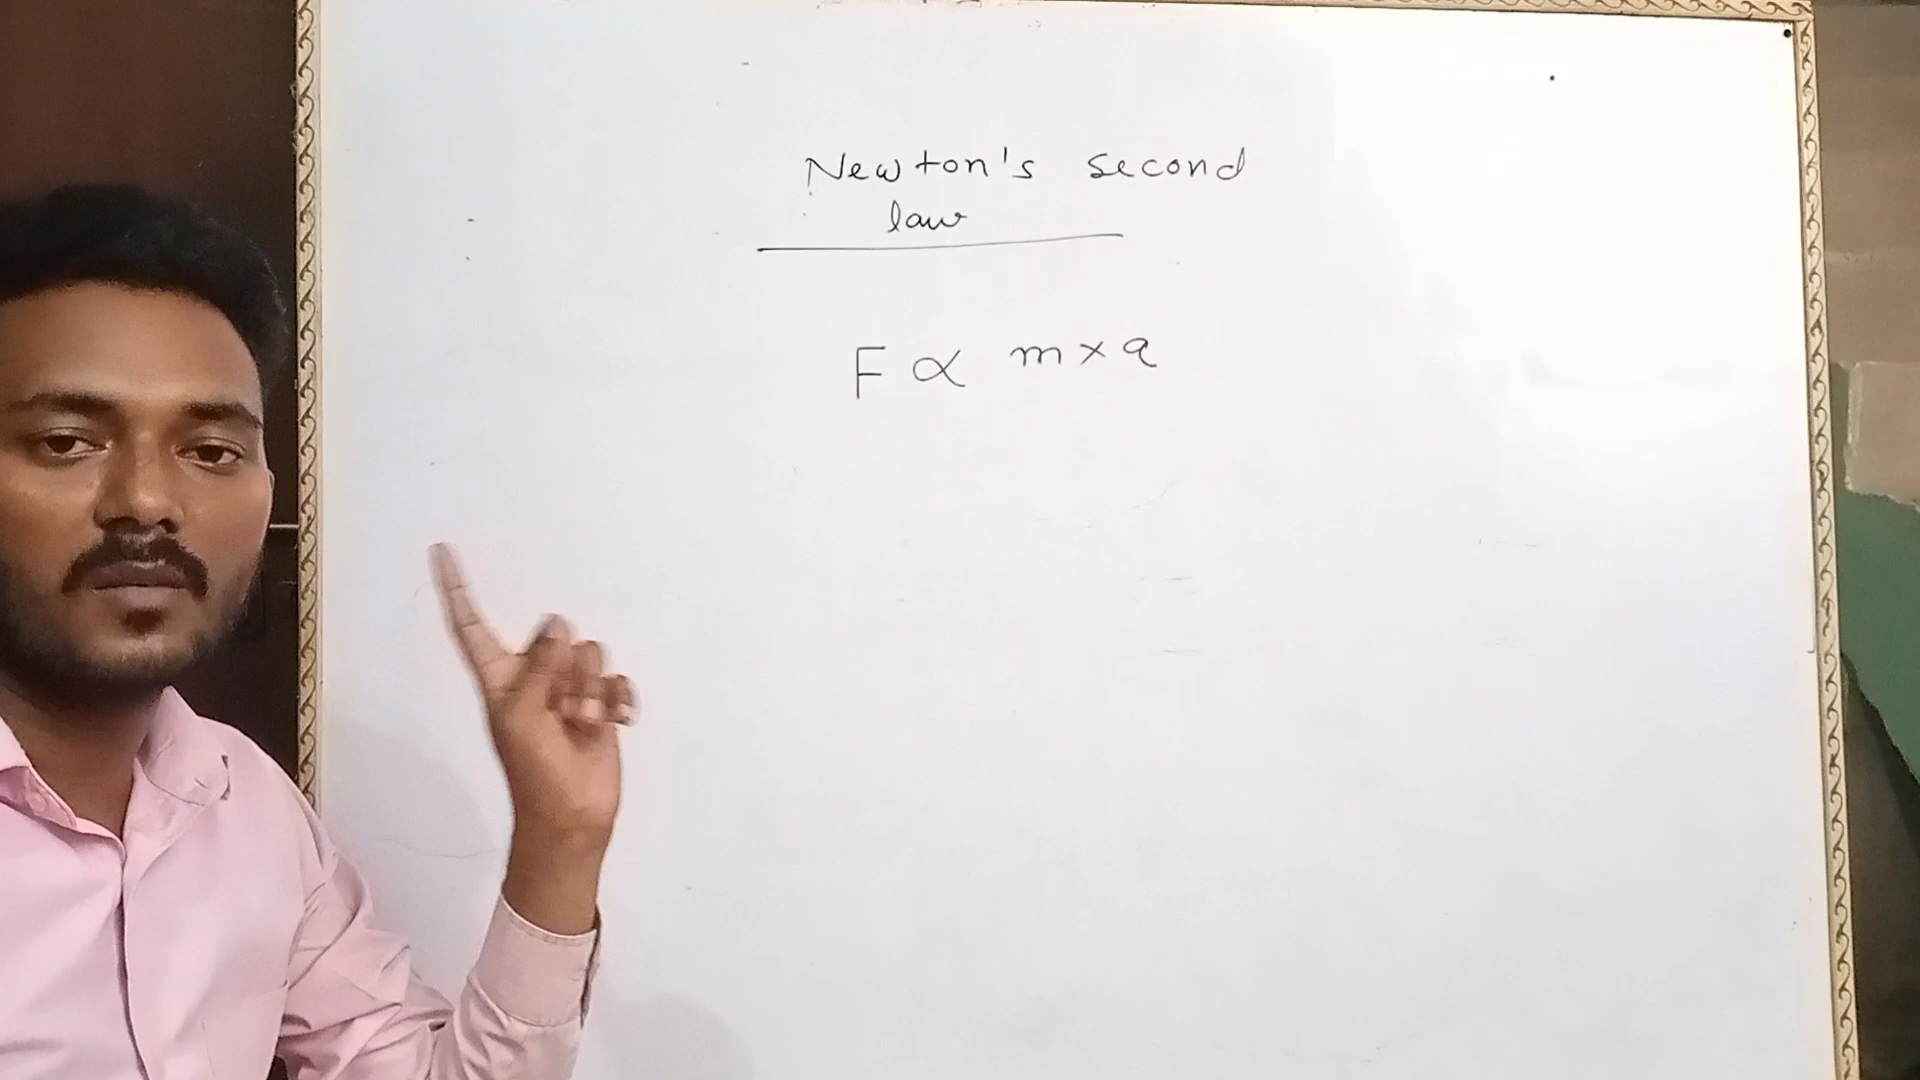 Newton's second
law
F ∝ m × a